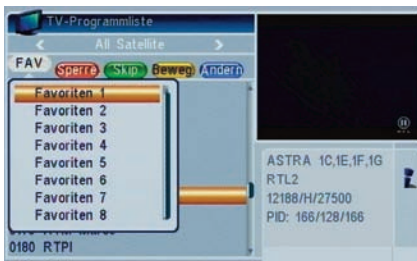 TV-Programmliste
All Satellite
FAV Sperre Skip Beweg Ändern
Favoriten 1
Favoriten 2
Favoriten 3
Favoriten 4
Favoriten 5
Favoriten 6
Favoriten 7
Favoriten 8
0180 RTPI
ASTRA 1C,1E,1F,1G
RTL2
12188/H/27500
PID: 166/128/166